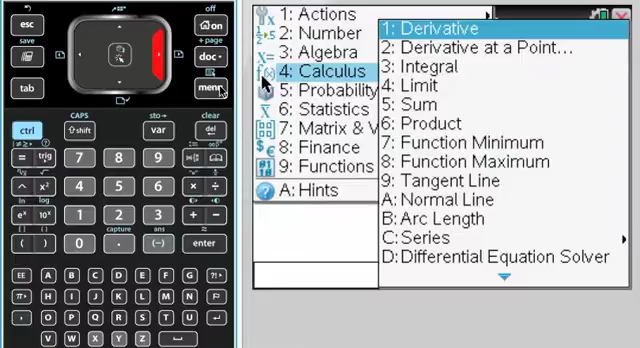 esc
off
on
save
+ page
doc
tab
menu
CAPS
clear
ctrl
shift
var
del
= trig 7 8 9
^ x² 4 5 6 × ÷
ln log
eˣ 10ˣ 1 2 3 + −
capture ans
( ) 0 . (−) enter
EE A B C D E F G ?!
π H I J K L M N
, O P Q R S T U
V W X Y Z
1: Actions
2: Number
3: Algebra
4: Calculus
5: Probability
6: Statistics
7: Matrix & V
8: Finance
9: Functions
A: Hints
1: Derivative
2: Derivative at a Point...
3: Integral
4: Limit
5: Sum
6: Product
7: Function Minimum
8: Function Maximum
9: Tangent Line
A: Normal Line
B: Arc Length
C: Series
D: Differential Equation Solver